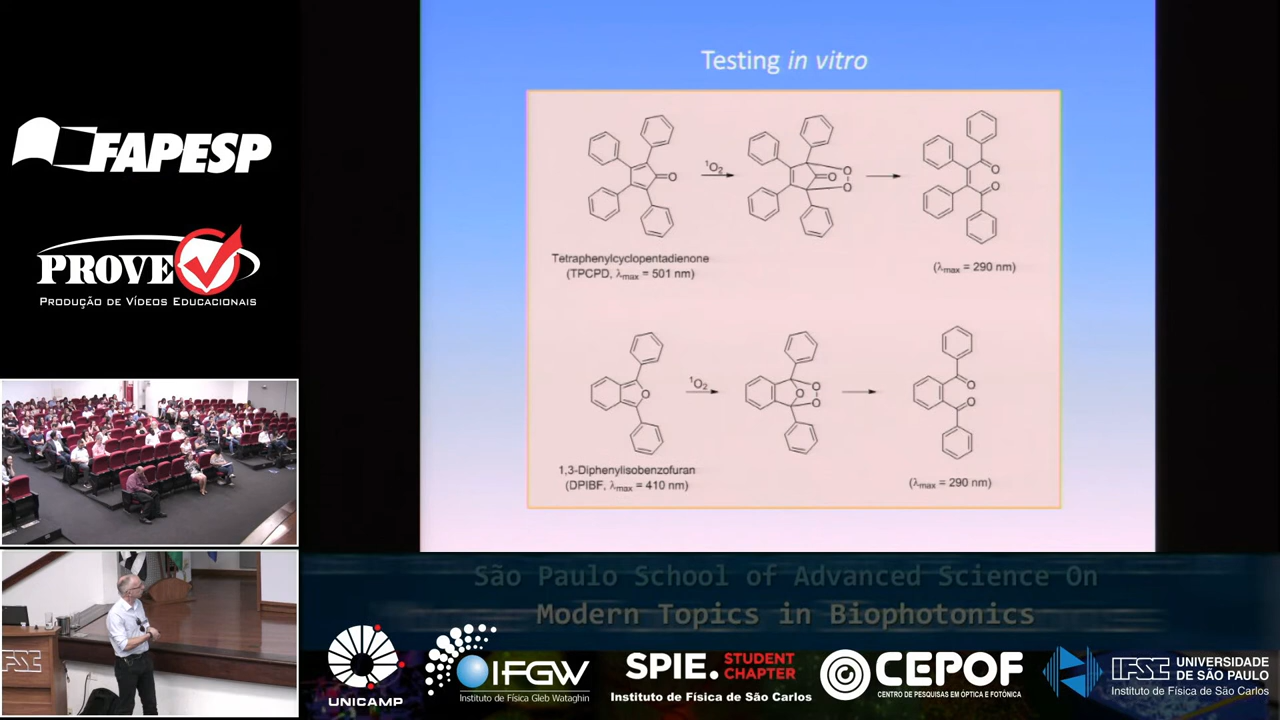 FAPESP
PROVE
PRODUÇÃO DE VÍDEOS EDUCACIONAIS
Testing in vitro
¹O₂
O
O
O
O
O
O
Tetraphenylcyclopentadienone
(TPCPD, λmax = 501 nm)
(λmax = 290 nm)
¹O₂
O
O
O
O
O
O
1,3-Diphenylisobenzofuran
(DPIBF, λmax = 410 nm)
(λmax = 290 nm)
IFSC
São Paulo School of Advanced Science On
Modern Topics in Biophotonics
UNICAMP
IFGW
Instituto de Física Gleb Wataghin
SPIE. STUDENT CHAPTER
Instituto de Física de São Carlos
CEPOF
CENTRO DE PESQUISAS EM ÓPTICA E FOTÔNICA
IFSC UNIVERSIDADE DE SÃO PAULO
Instituto de Física de São Carlos